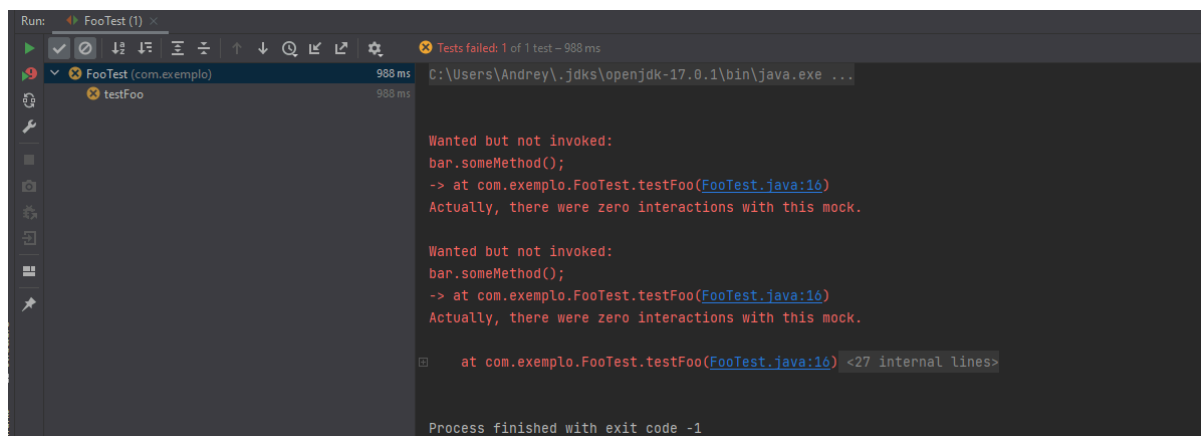 Run: FooTest (1)
Tests failed: 1 of 1 test – 988 ms
FooTest (com.exemplo) 988 ms
testFoo 988 ms
C:\Users\Andrey\.jdks\openjdk-17.0.1\bin\java.exe ...
Wanted but not invoked:
bar.someMethod();
-> at com.exemplo.FooTest.testFoo(FooTest.java:16)
Actually, there were zero interactions with this mock.
Wanted but not invoked:
bar.someMethod();
-> at com.exemplo.FooTest.testFoo(FooTest.java:16)
Actually, there were zero interactions with this mock.
at com.exemplo.FooTest.testFoo(FooTest.java:16) <27 internal lines>
Process finished with exit code -1